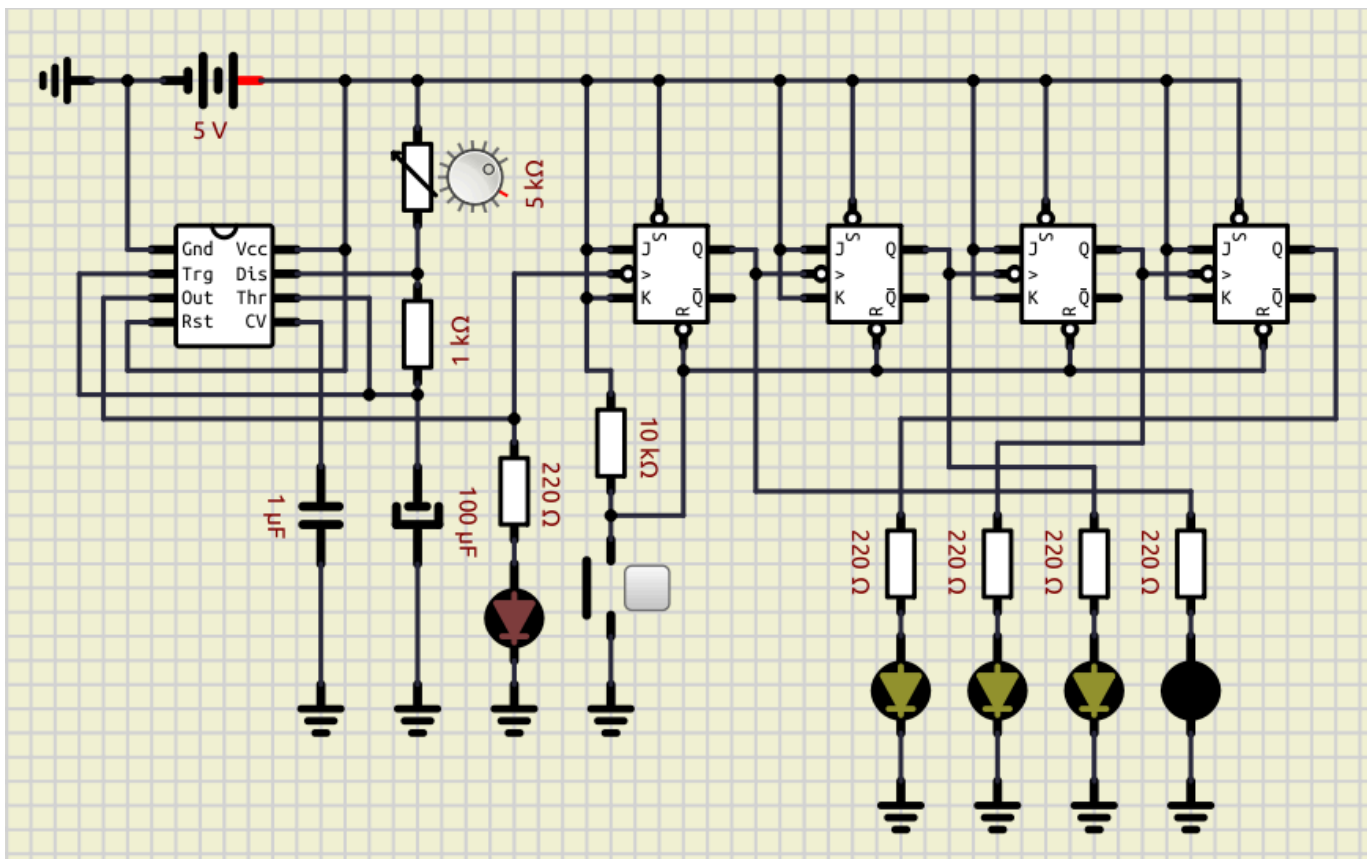 5 V
5 kΩ
Gnd Vcc
Trg Dis
Out Thr
Rst CV
1 kΩ
S
J Q
>
K Q̅
R
S
J Q
>
K Q̅
R
S
J Q
>
K Q̅
R
S
J Q
>
K Q̅
R
10 kΩ
1 µF
100 µF
220 Ω
220 Ω
220 Ω
220 Ω
220 Ω